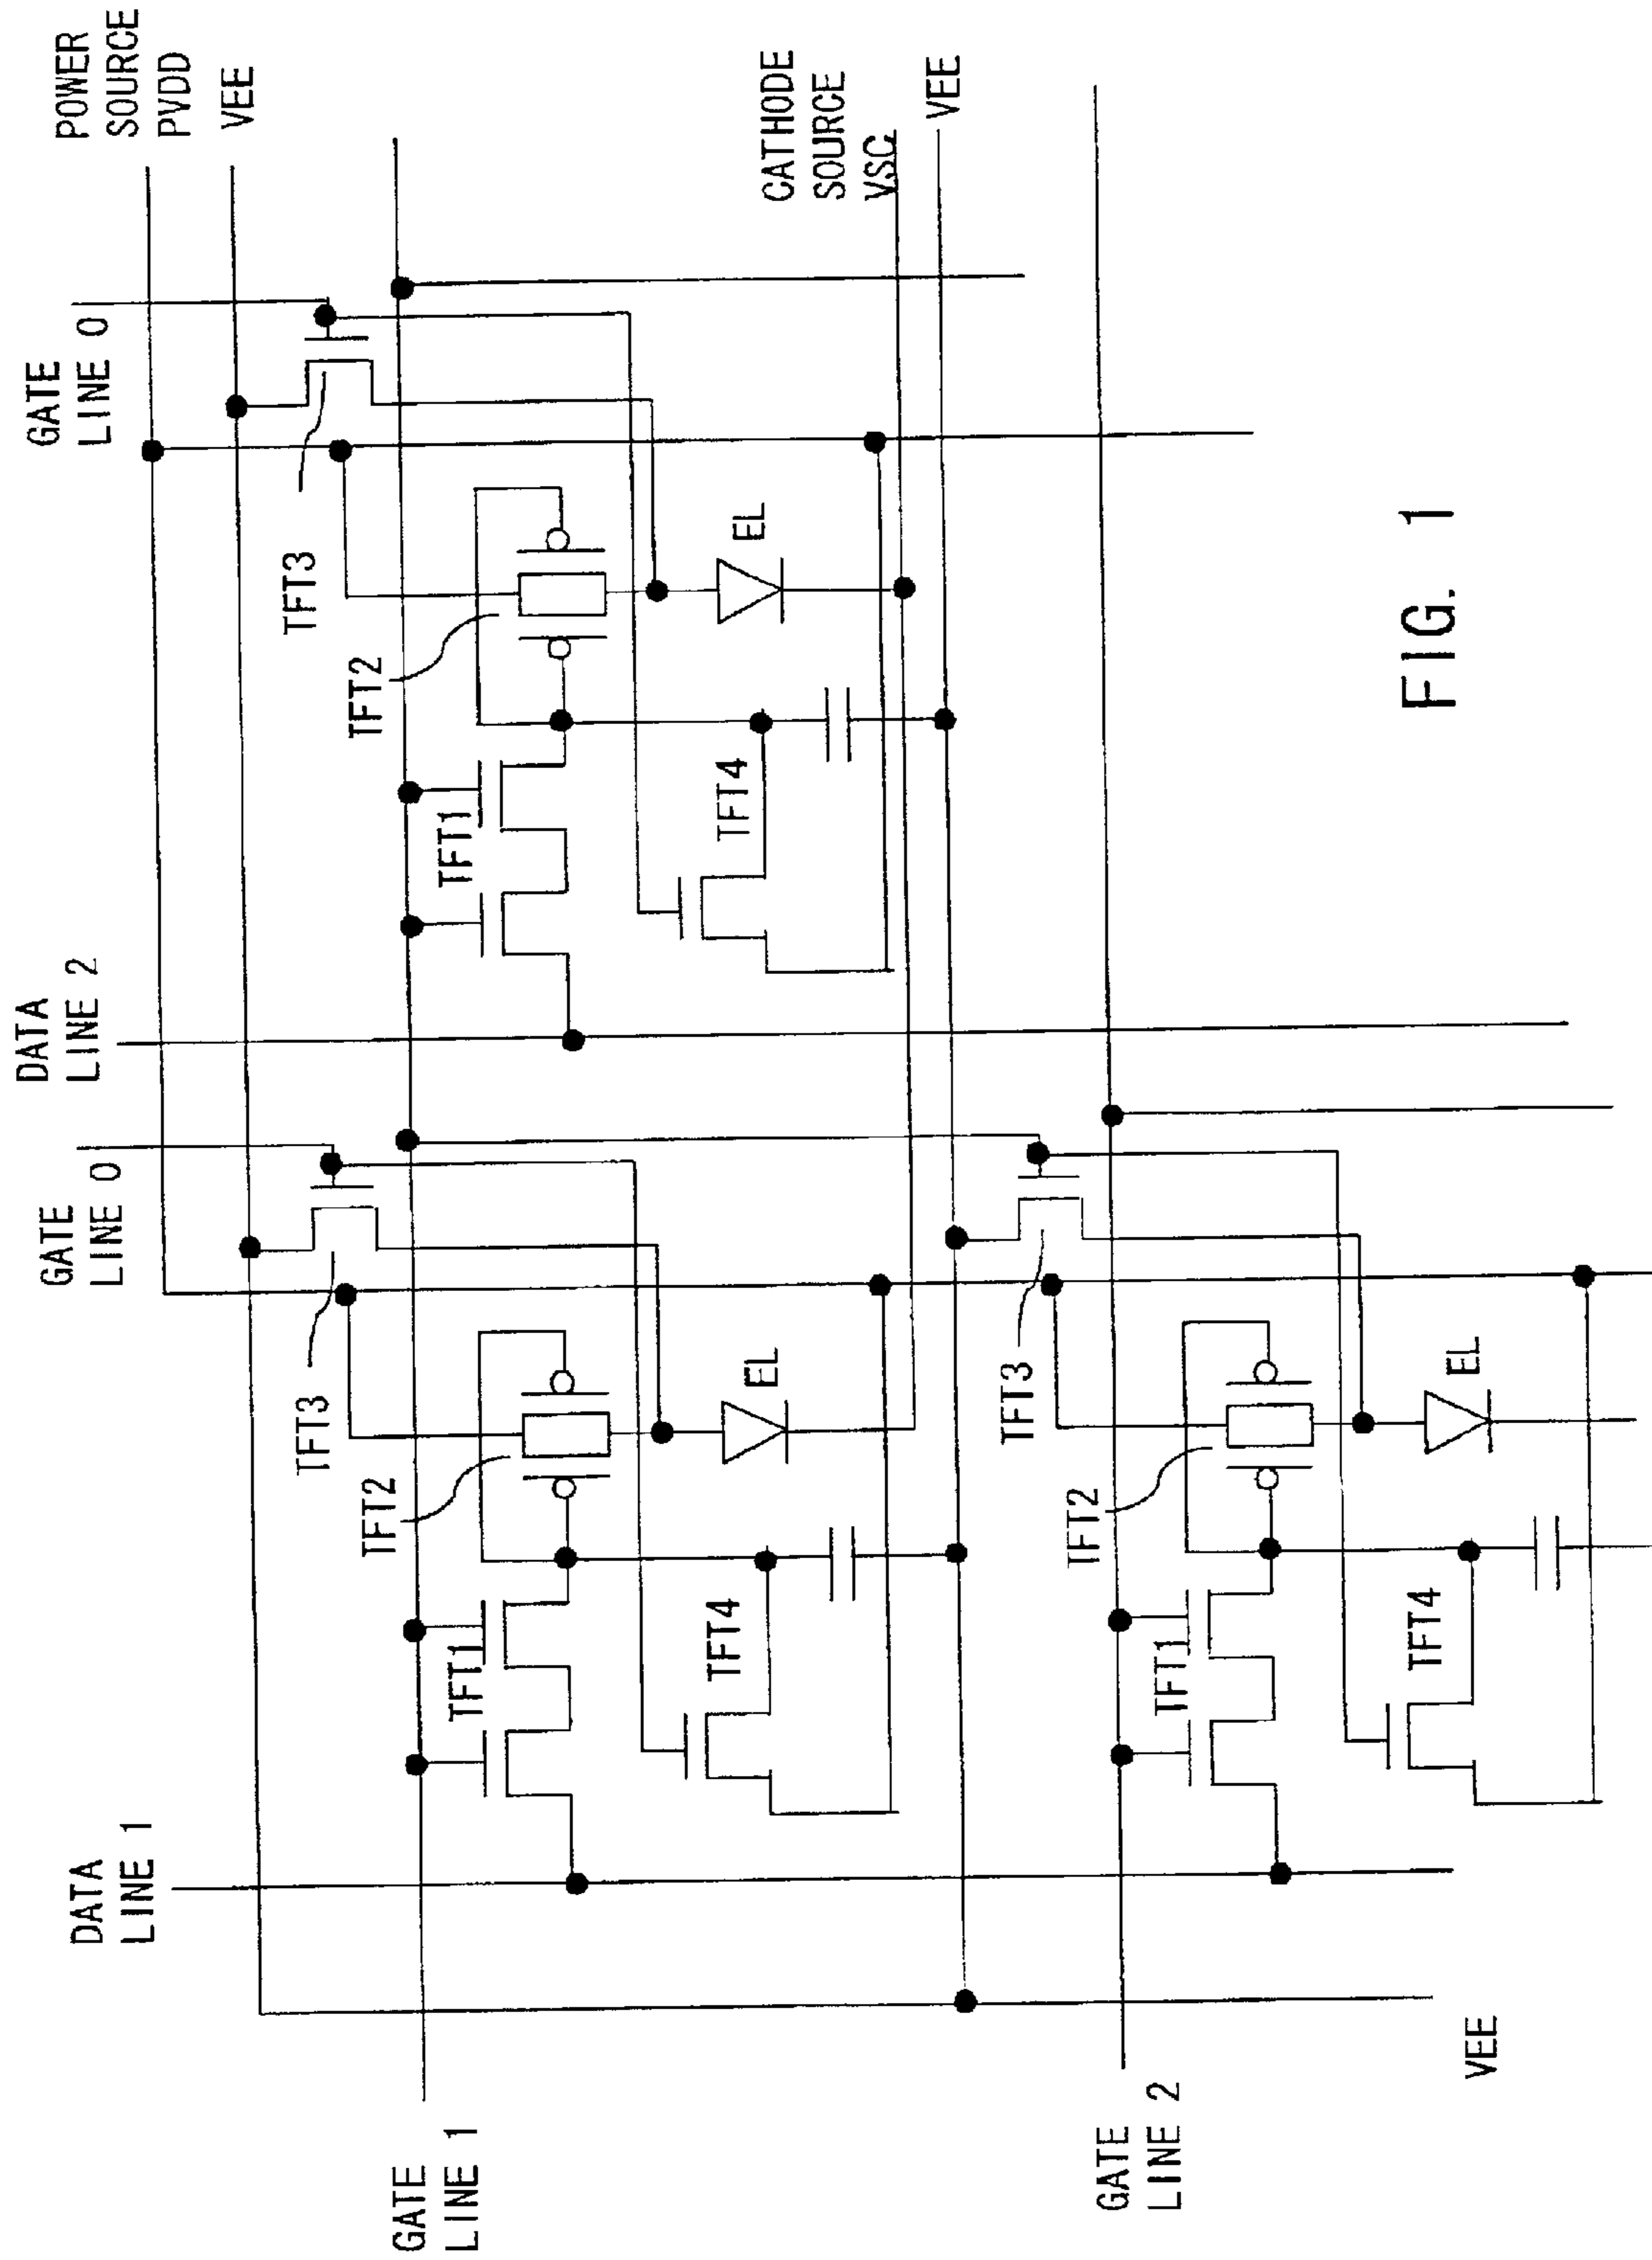 DATA
LINE 1
GATE
LINE 0
DATA
LINE 2
GATE
LINE 0
POWER
SOURCE
PVDD
VEE
GATE
LINE 1
TFT1
TFT2
TFT3
TFT4
EL
TFT1
TFT2
TFT3
TFT4
EL
CATHODE
SOURCE
VSC
VEE
GATE
LINE 2
TFT1
TFT2
TFT3
TFT4
EL
VEE
FIG. 1